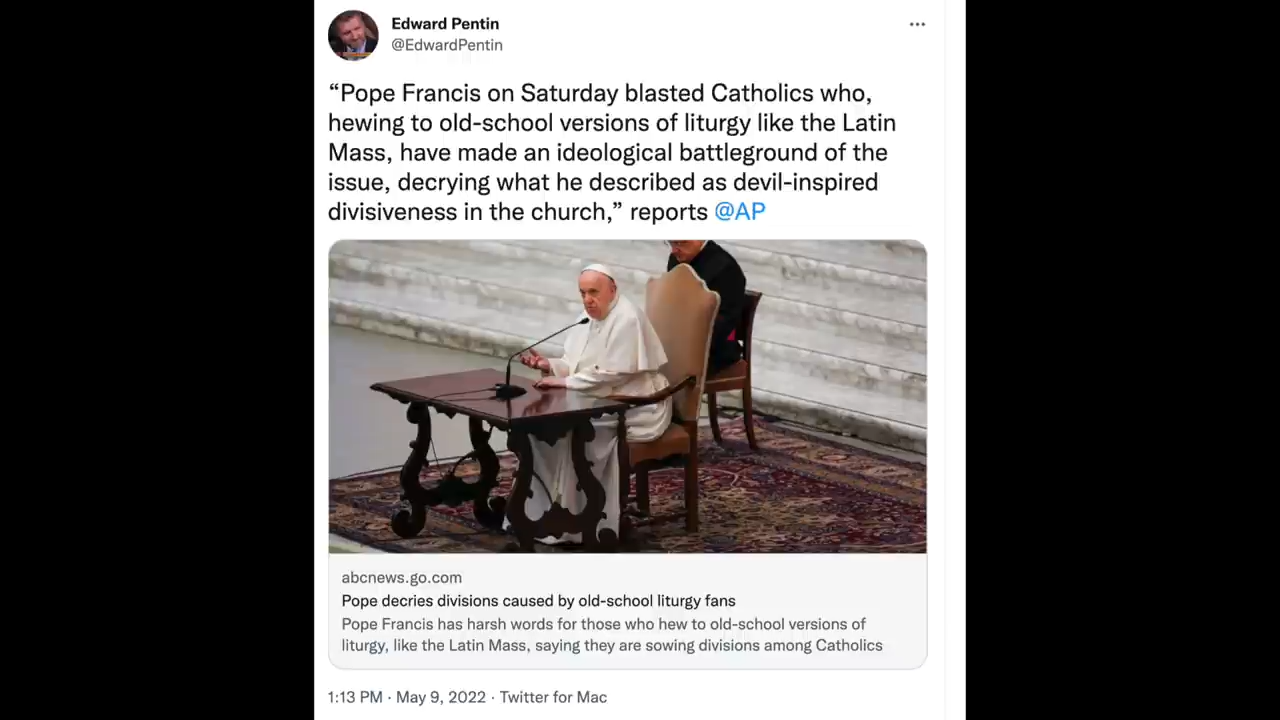 Edward Pentin
@EdwardPentin
“Pope Francis on Saturday blasted Catholics who,
hewing to old-school versions of liturgy like the Latin
Mass, have made an ideological battleground of the
issue, decrying what he described as devil-inspired
divisiveness in the church,” reports @AP
abcnews.go.com
Pope decries divisions caused by old-school liturgy fans
Pope Francis has harsh words for those who hew to old-school versions of
liturgy, like the Latin Mass, saying they are sowing divisions among Catholics
1:13 PM · May 9, 2022 · Twitter for Mac